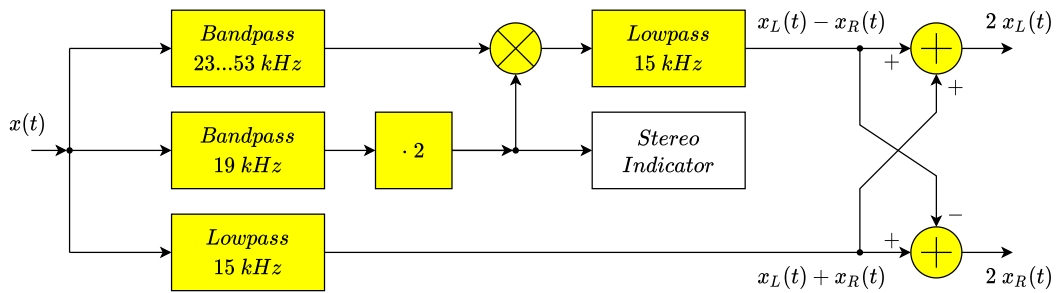 x_L(t) − x_R(t)
2 x_L(t)
Bandpass
23...53 kHz
Lowpass
15 kHz
+
+
x(t)
Bandpass
19 kHz
· 2
Stereo
Indicator
−
Lowpass
15 kHz
+
x_L(t) + x_R(t)
2 x_R(t)